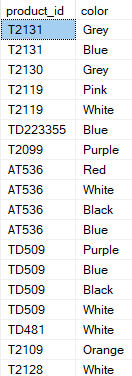 product_id color
T2131 Grey
T2131 Blue
T2130 Grey
T2119 Pink
T2119 White
TD223355 Blue
T2099 Purple
AT536 Red
AT536 White
AT536 Black
AT536 Blue
TD509 Purple
TD509 Blue
TD509 Black
TD509 White
TD481 White
T2109 Orange
T2128 White